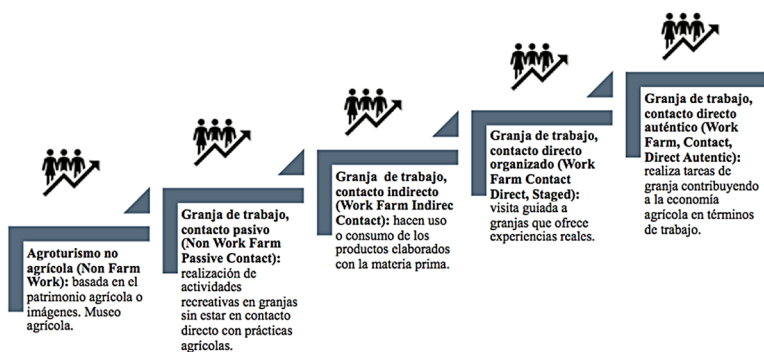 Agroturismo no
agrícola (Non Farm
Work): basada en el
patrimonio agrícola o
imágenes. Museo
agrícola.
Granja de trabajo,
contacto pasivo
(Non Work Farm
Passive Contact):
realización de
actividades
recreativas en granjas
sin estar en contacto
directo con prácticas
agrícolas.
Granja de trabajo,
contacto indirecto
(Work Farm Indirec
Contact): hacen uso
o consumo de los
productos elaborados
con la materia prima.
Granja de trabajo,
contacto directo
organizado (Work
Farm Contact
Direct, Staged):
visita guiada a
granjas que ofrece
experiencias reales.
Granja de trabajo,
contacto directo
auténtico (Work
Farm, Contact,
Direct Autentic):
realiza tareas de
granja contribuyendo
a la economía
agrícola en términos
de trabajo.